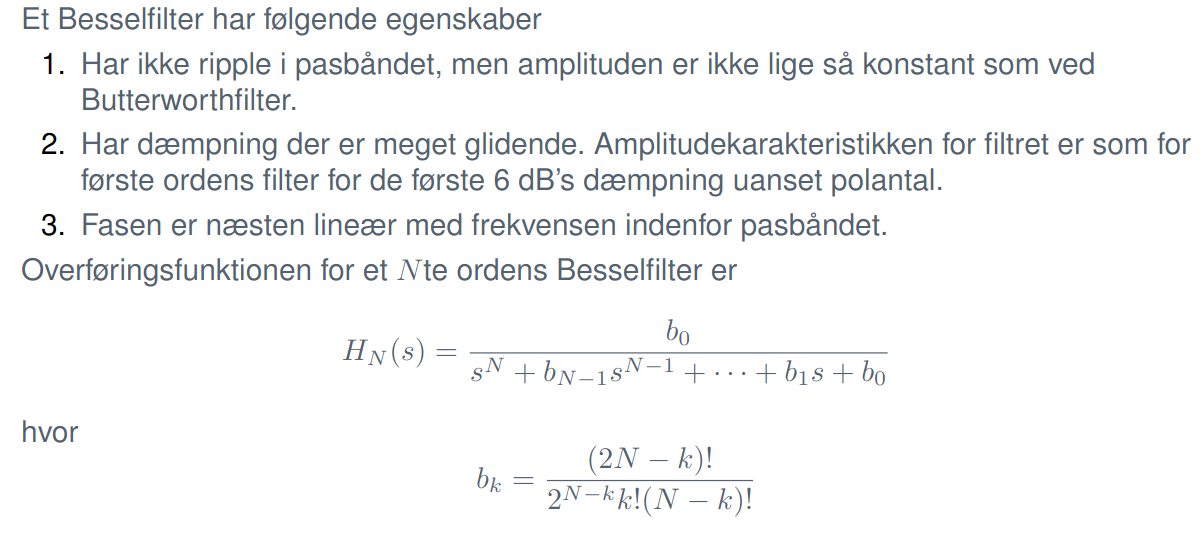 Et Besselfilter har følgende egenskaber
1. Har ikke ripple i pasbåndet, men amplituden er ikke lige så konstant som ved
Butterworthfilter.
2. Har dæmpning der er meget glidende. Amplitudekarakteristikken for filtret er som for
første ordens filter for de første 6 dB's dæmpning uanset polantal.
3. Fasen er næsten lineær med frekvensen indenfor pasbåndet.
Overføringsfunktionen for et Nte ordens Besselfilter er
H_N(s) = \frac{b_0}{s^N + b_{N-1}s^{N-1} + \cdots + b_1 s + b_0}
hvor
b_k = \frac{(2N - k)!}{2^{N-k}k!(N - k)!}